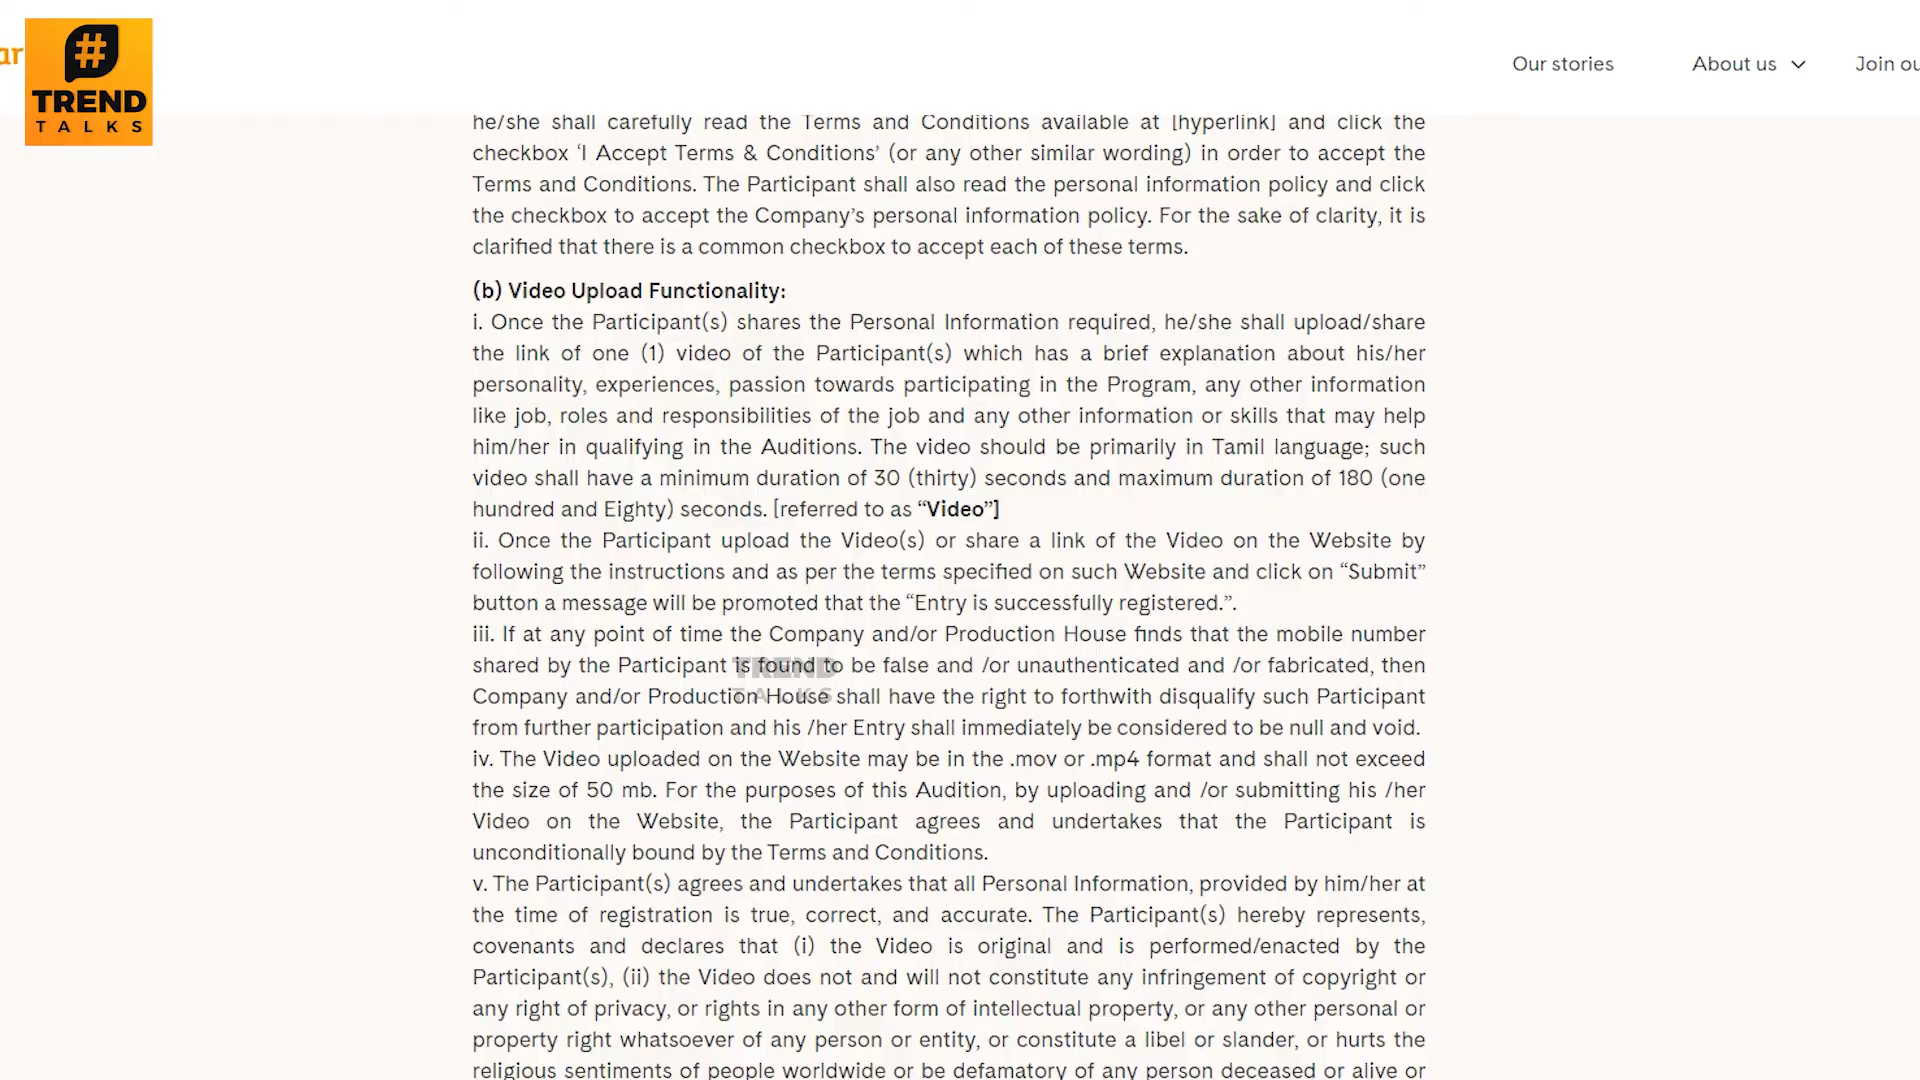 ar
#
TREND
TALKS
Our stories
About us
Join ou
he/she shall carefully read the Terms and Conditions available at [hyperlink] and click the
checkbox ‘I Accept Terms & Conditions’ (or any other similar wording) in order to accept the
Terms and Conditions. The Participant shall also read the personal information policy and click
the checkbox to accept the Company’s personal information policy. For the sake of clarity, it is
clarified that there is a common checkbox to accept each of these terms.
(b) Video Upload Functionality:
i. Once the Participant(s) shares the Personal Information required, he/she shall upload/share
the link of one (1) video of the Participant(s) which has a brief explanation about his/her
personality, experiences, passion towards participating in the Program, any other information
like job, roles and responsibilities of the job and any other information or skills that may help
him/her in qualifying in the Auditions. The video should be primarily in Tamil language; such
video shall have a minimum duration of 30 (thirty) seconds and maximum duration of 180 (one
hundred and Eighty) seconds. [referred to as “Video”]
ii. Once the Participant upload the Video(s) or share a link of the Video on the Website by
following the instructions and as per the terms specified on such Website and click on “Submit”
button a message will be promoted that the “Entry is successfully registered.”.
iii. If at any point of time the Company and/or Production House finds that the mobile number
shared by the Participant is found to be false and /or unauthenticated and /or fabricated, then
Company and/or Production House shall have the right to forthwith disqualify such Participant
from further participation and his /her Entry shall immediately be considered to be null and void.
iv. The Video uploaded on the Website may be in the .mov or .mp4 format and shall not exceed
the size of 50 mb. For the purposes of this Audition, by uploading and /or submitting his /her
Video on the Website, the Participant agrees and undertakes that the Participant is
unconditionally bound by the Terms and Conditions.
v. The Participant(s) agrees and undertakes that all Personal Information, provided by him/her at
the time of registration is true, correct, and accurate. The Participant(s) hereby represents,
covenants and declares that (i) the Video is original and is performed/enacted by the
Participant(s), (ii) the Video does not and will not constitute any infringement of copyright or
any right of privacy, or rights in any other form of intellectual property, or any other personal or
property right whatsoever of any person or entity, or constitute a libel or slander, or hurts the
religious sentiments of people worldwide or be defamatory of any person deceased or alive or
TREND
TALKS